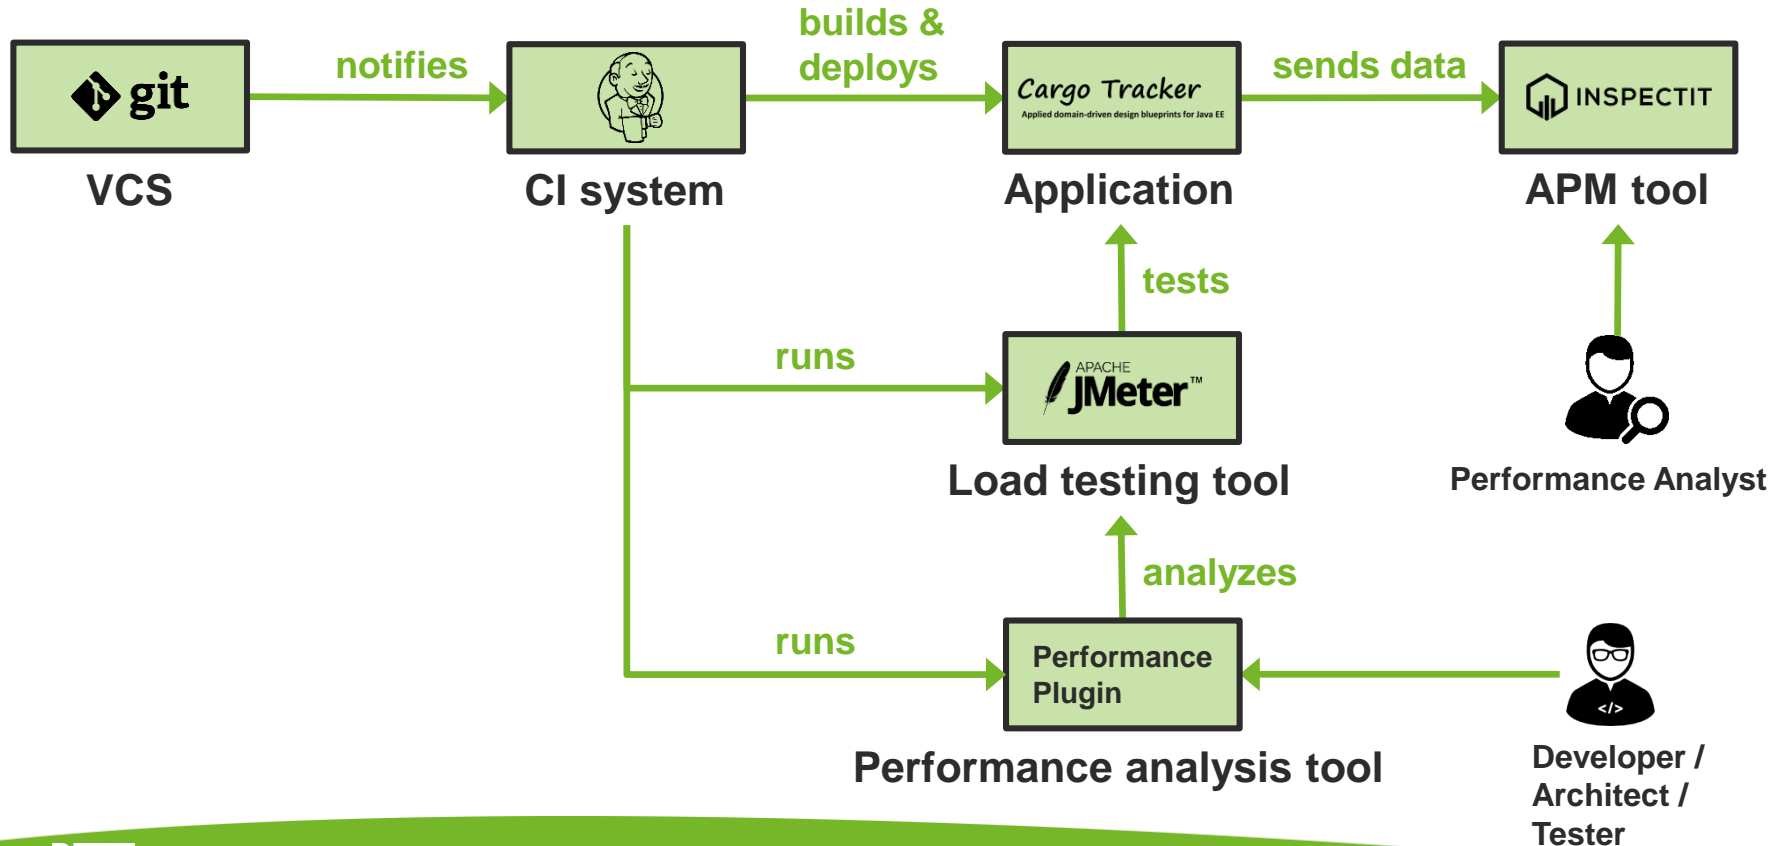 builds &
deploys
notifies
sends data
git
Cargo Tracker
Applied domain-driven design blueprints for Java EE
INSPECTIT
VCS
CI system
Application
APM tool
tests
runs
APACHE
JMeter™
Load testing tool
Performance Analyst
analyzes
runs
Performance
Plugin
</>
Performance analysis tool
Developer /
Architect /
Tester